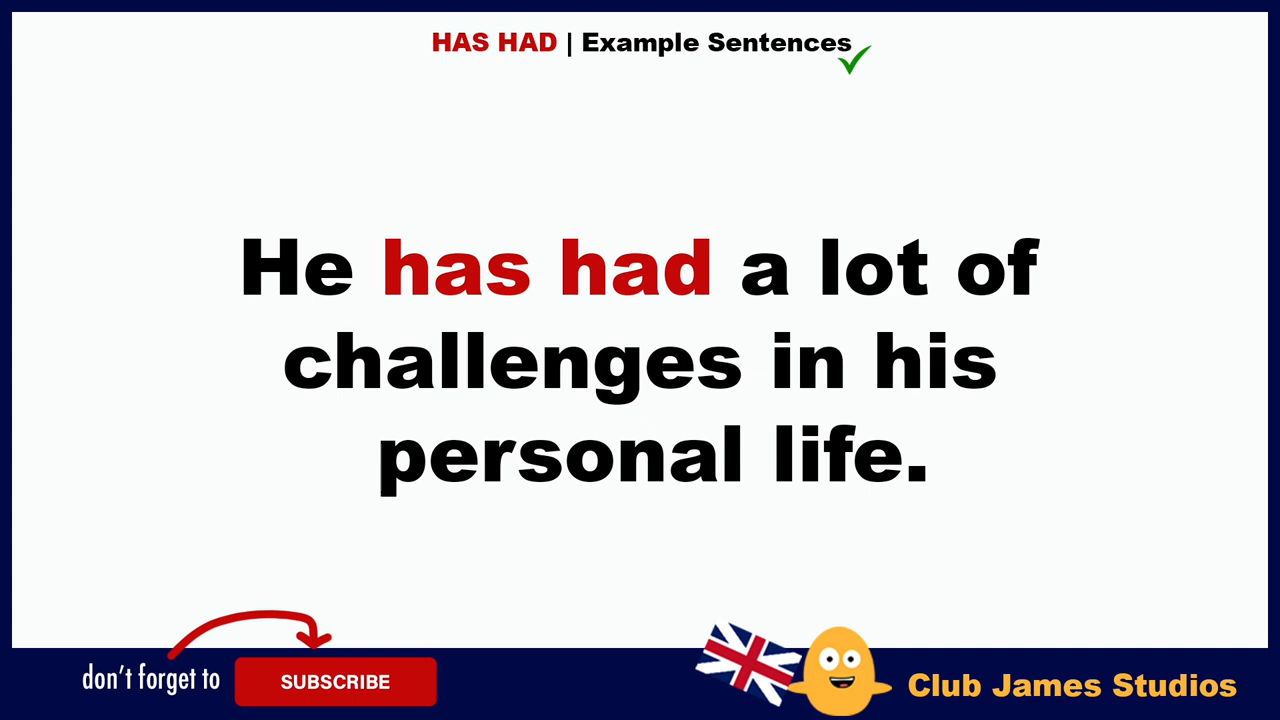 HAS HAD | Example Sentences
He has had a lot of
challenges in his
personal life.
don't forget to
SUBSCRIBE
Club James Studios